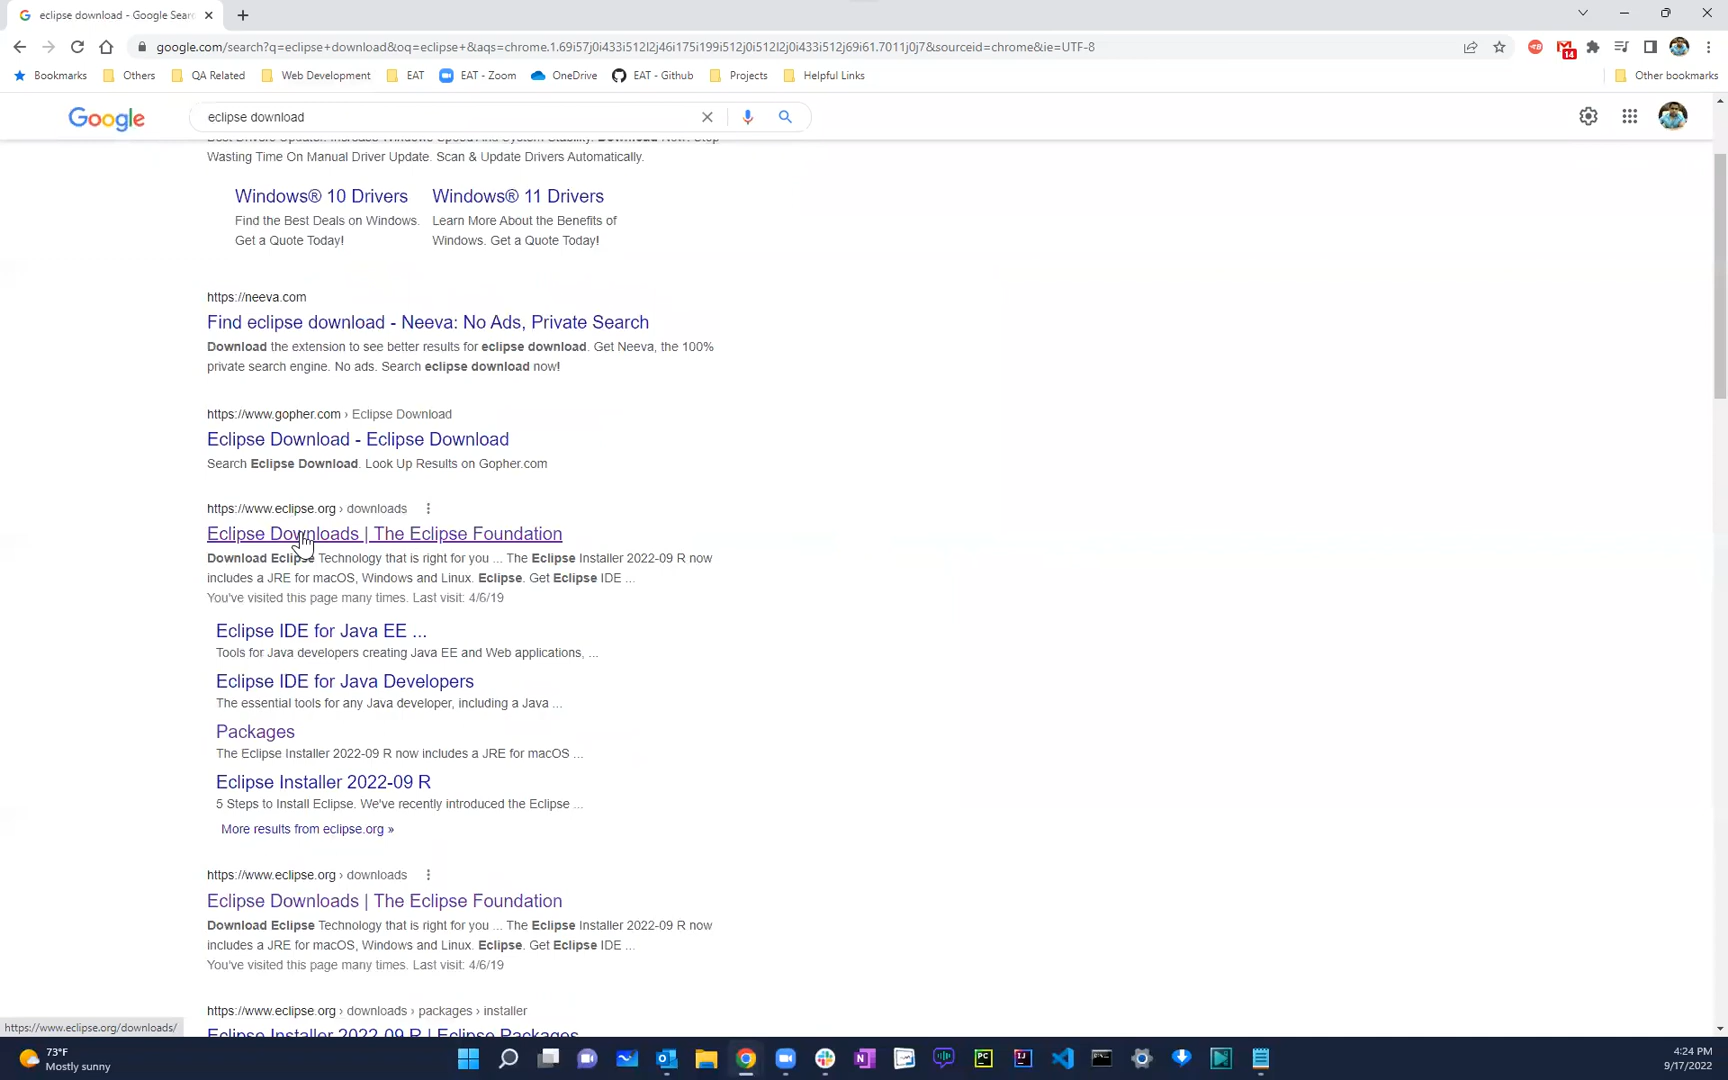 eclipse download - Google Sear
google.com/search?q=eclipse+download&oq=eclipse+&aqs=chrome.1.69i57j0i433i512l2j46i175i199i512j0i512l2j0i433i512j69i61.7011j0j7&sourceid=chrome&ie=UTF-8
14
Bookmarks Others QA Related Web Development EAT EAT - Zoom OneDrive EAT - Github Projects Helpful Links Other bookmarks
Google eclipse download
Wasting Time On Manual Driver Update. Scan & Update Drivers Automatically.
Windows® 10 Drivers Windows® 11 Drivers
Find the Best Deals on Windows. Learn More About the Benefits of
Get a Quote Today! Windows. Get a Quote Today!
https://neeva.com
Find eclipse download - Neeva: No Ads, Private Search
Download the extension to see better results for eclipse download. Get Neeva, the 100%
private search engine. No ads. Search eclipse download now!
https://www.gopher.com › Eclipse Download
Eclipse Download - Eclipse Download
Search Eclipse Download. Look Up Results on Gopher.com
https://www.eclipse.org › downloads
Eclipse Downloads | The Eclipse Foundation
Download Eclipse Technology that is right for you ... The Eclipse Installer 2022-09 R now
includes a JRE for macOS, Windows and Linux. Eclipse. Get Eclipse IDE ...
You've visited this page many times. Last visit: 4/6/19
Eclipse IDE for Java EE ...
Tools for Java developers creating Java EE and Web applications, ...
Eclipse IDE for Java Developers
The essential tools for any Java developer, including a Java ...
Packages
The Eclipse Installer 2022-09 R now includes a JRE for macOS ...
Eclipse Installer 2022-09 R
5 Steps to Install Eclipse. We've recently introduced the Eclipse ...
More results from eclipse.org »
https://www.eclipse.org › downloads
Eclipse Downloads | The Eclipse Foundation
Download Eclipse Technology that is right for you ... The Eclipse Installer 2022-09 R now
includes a JRE for macOS, Windows and Linux. Eclipse. Get Eclipse IDE ...
You've visited this page many times. Last visit: 4/6/19
https://www.eclipse.org › downloads › packages › installer
Eclipse Installer 2022-09 R | Eclipse Packages
https://www.eclipse.org/downloads/
73°F
Mostly sunny
4:24 PM
9/17/2022